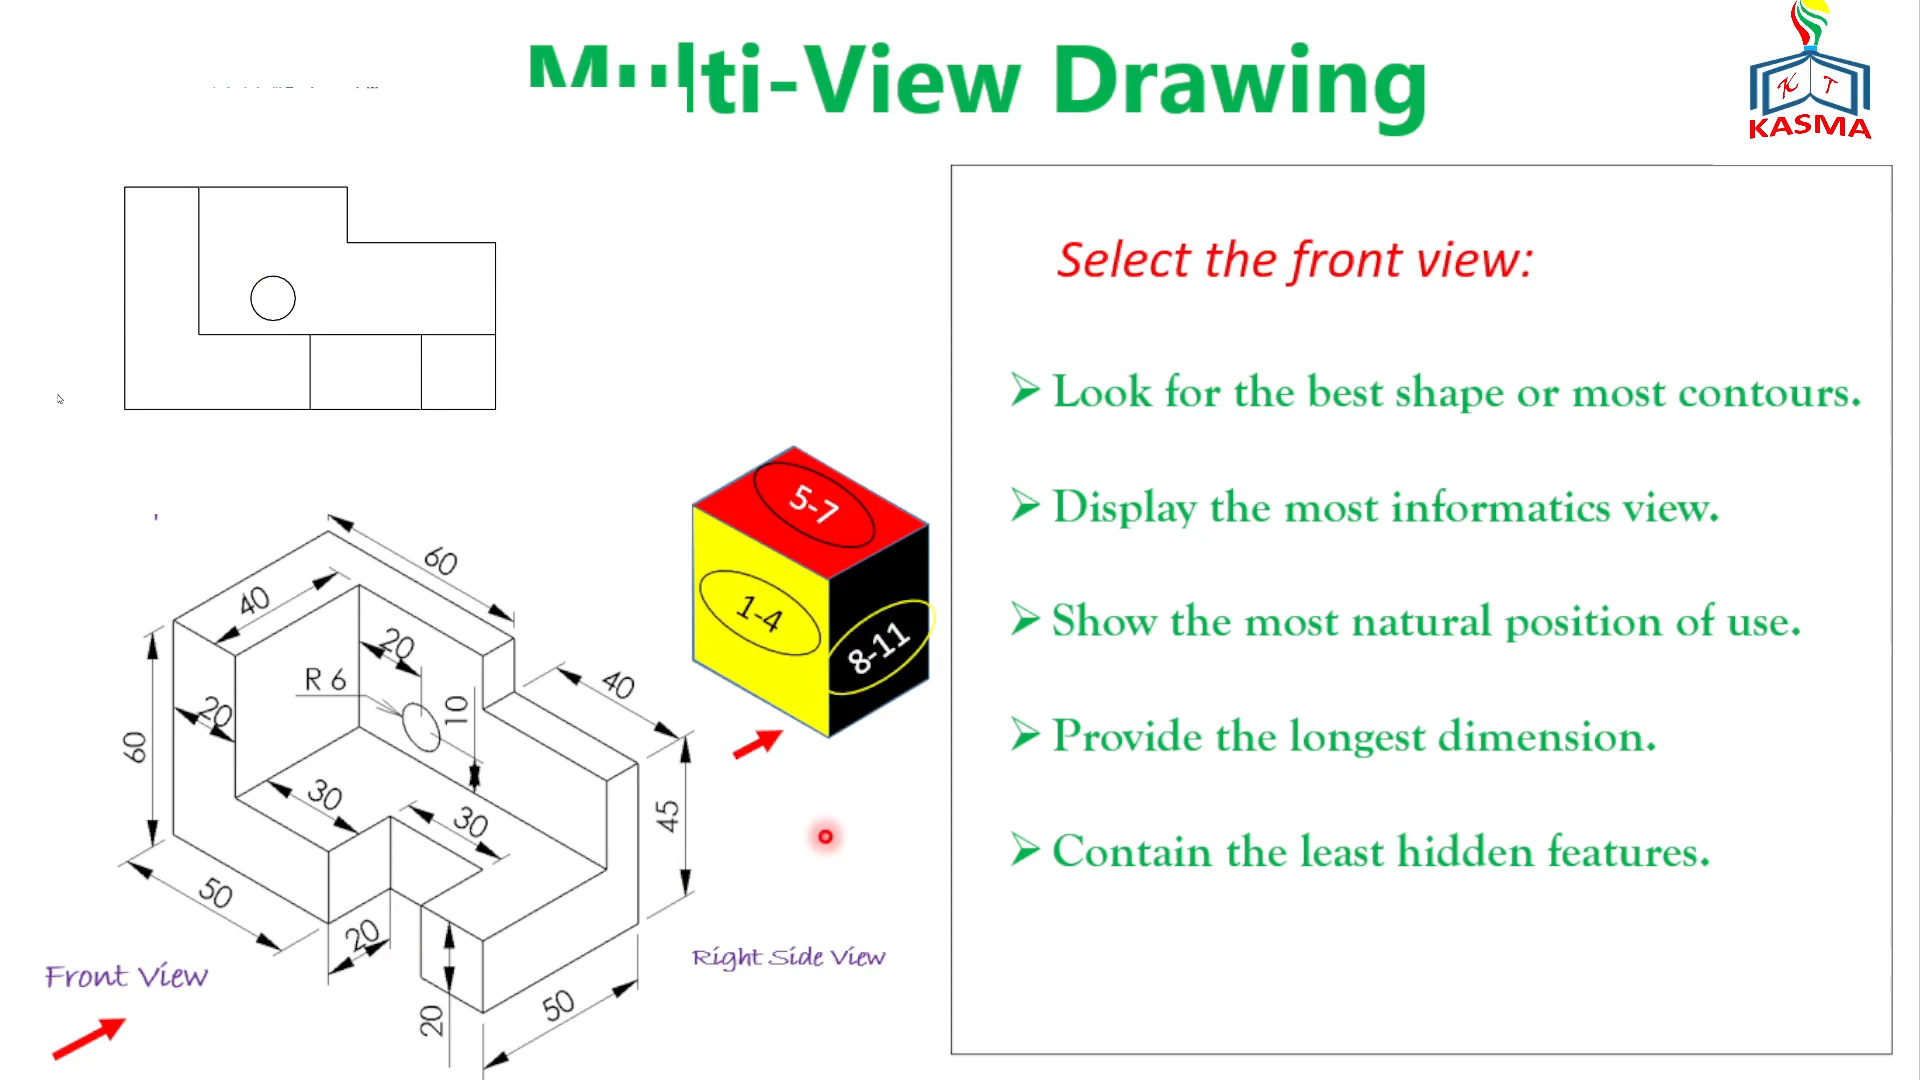 Multi-View Drawing
K T
KASMA
Select the front view:
➢ Look for the best shape or most contours.
➢ Display the most informatics view.
➢ Show the most natural position of use.
➢ Provide the longest dimension.
➢ Contain the least hidden features.
5-7
1-4
8-11
60
40
20
R 6
10
40
20
60
30
30
45
50
20
20
50
Front View
Right Side View